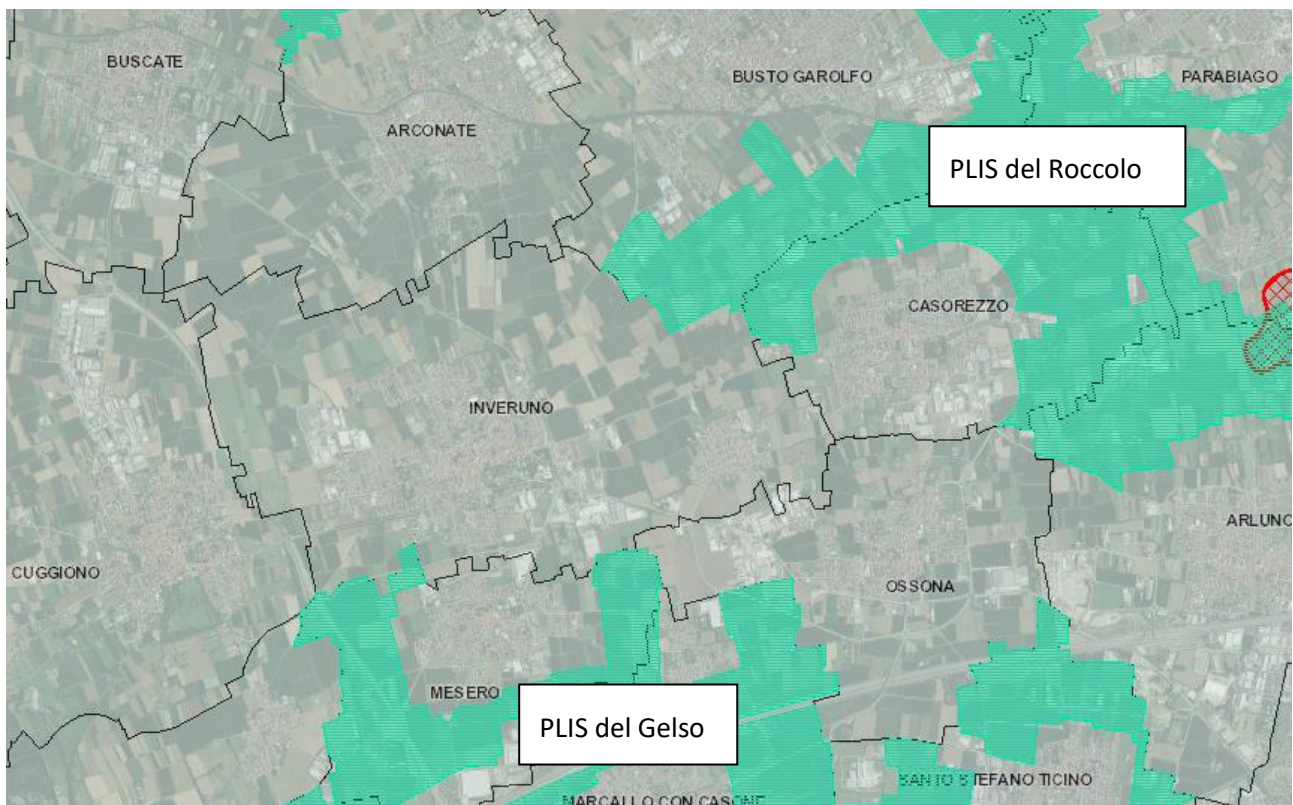 BUSCATE
BUSTO GAROLFO
PARABIAGO
ARCONATE
PLIS del Roccolo
CASOREZZO
INVERUNO
ARLUNO
CUGGIONO
OSSONA
MESERO
PLIS del Gelso
SANTO STEFANO TICINO
MARCALLO CON CASONE